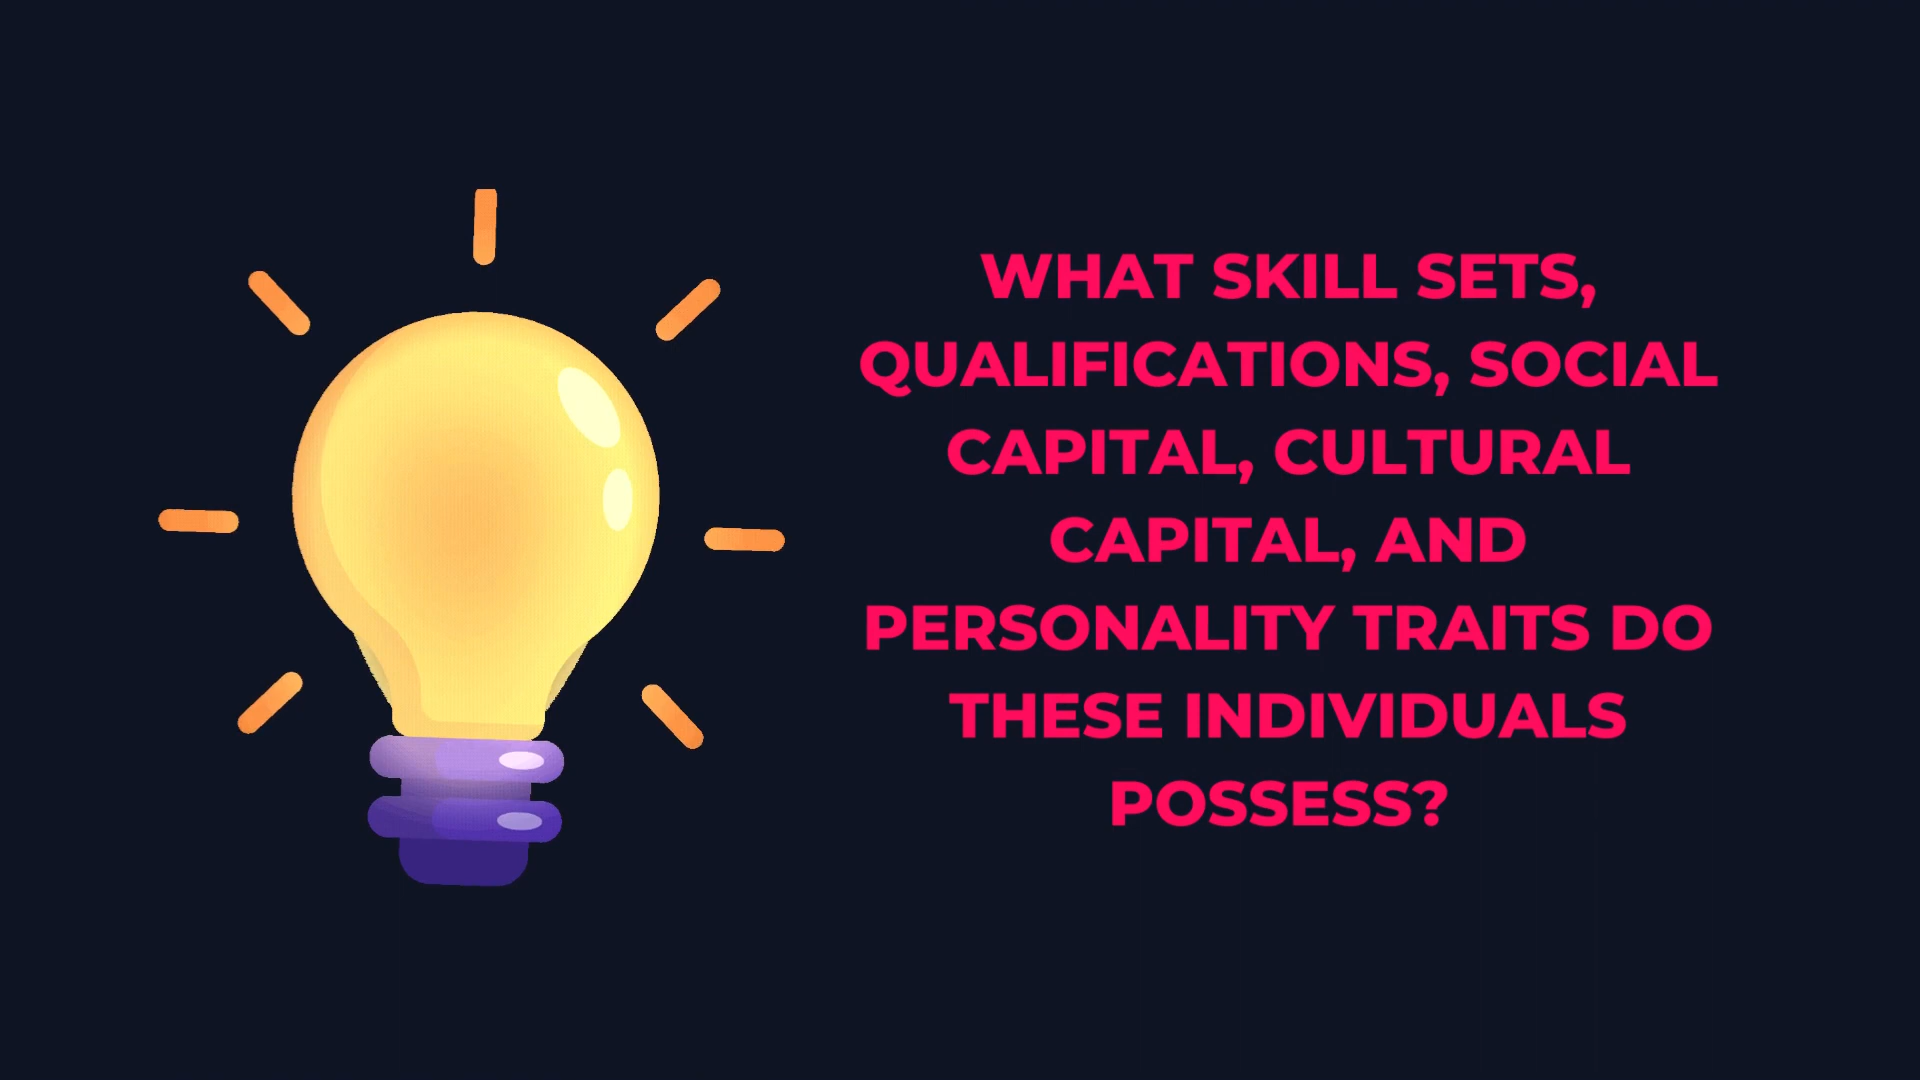 WHAT SKILL SETS,
QUALIFICATIONS, SOCIAL
CAPITAL, CULTURAL
CAPITAL, AND
PERSONALITY TRAITS DO
THESE INDIVIDUALS
POSSESS?